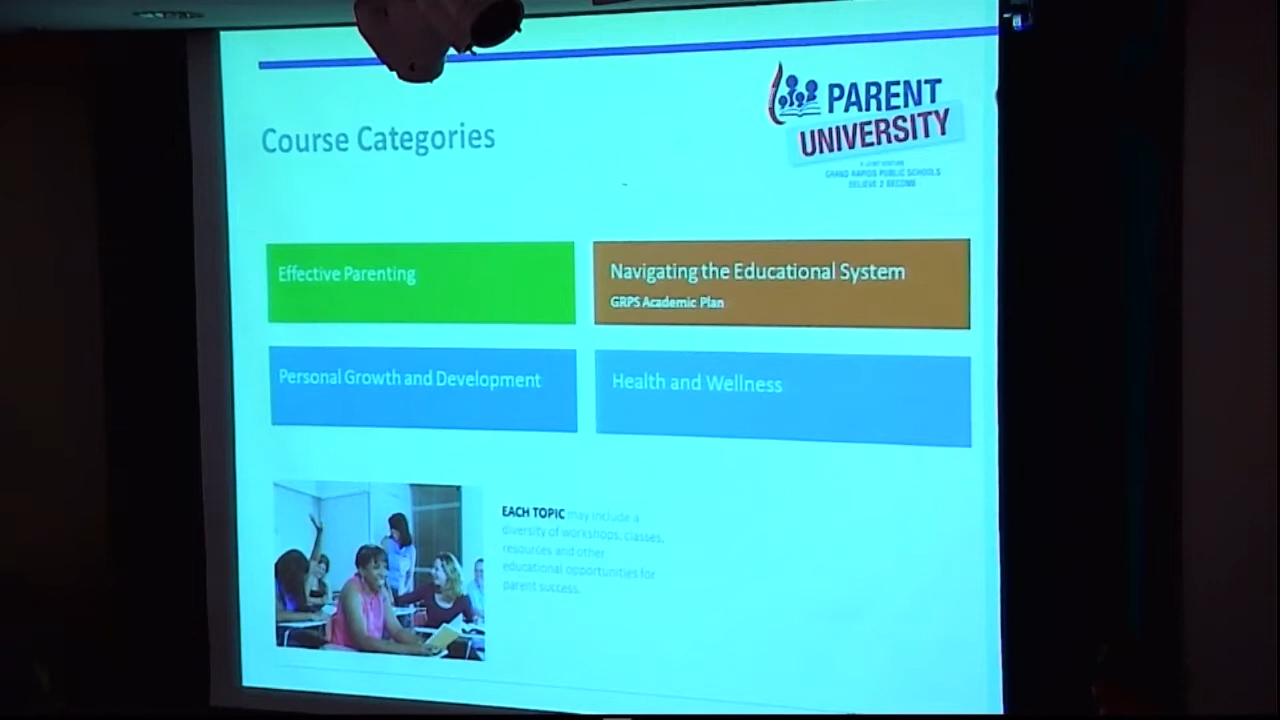 PARENT
UNIVERSITY
A JOINT VENTURE
GRAND RAPIDS PUBLIC SCHOOLS
BELIEVE 2 BECOME
Course Categories
Effective Parenting
Navigating the Educational System
GRPS Academic Plan
Personal Growth and Development
Health and Wellness
EACH TOPIC may include a
diversity of workshops, classes,
resources and other
educational opportunities for
parent success.